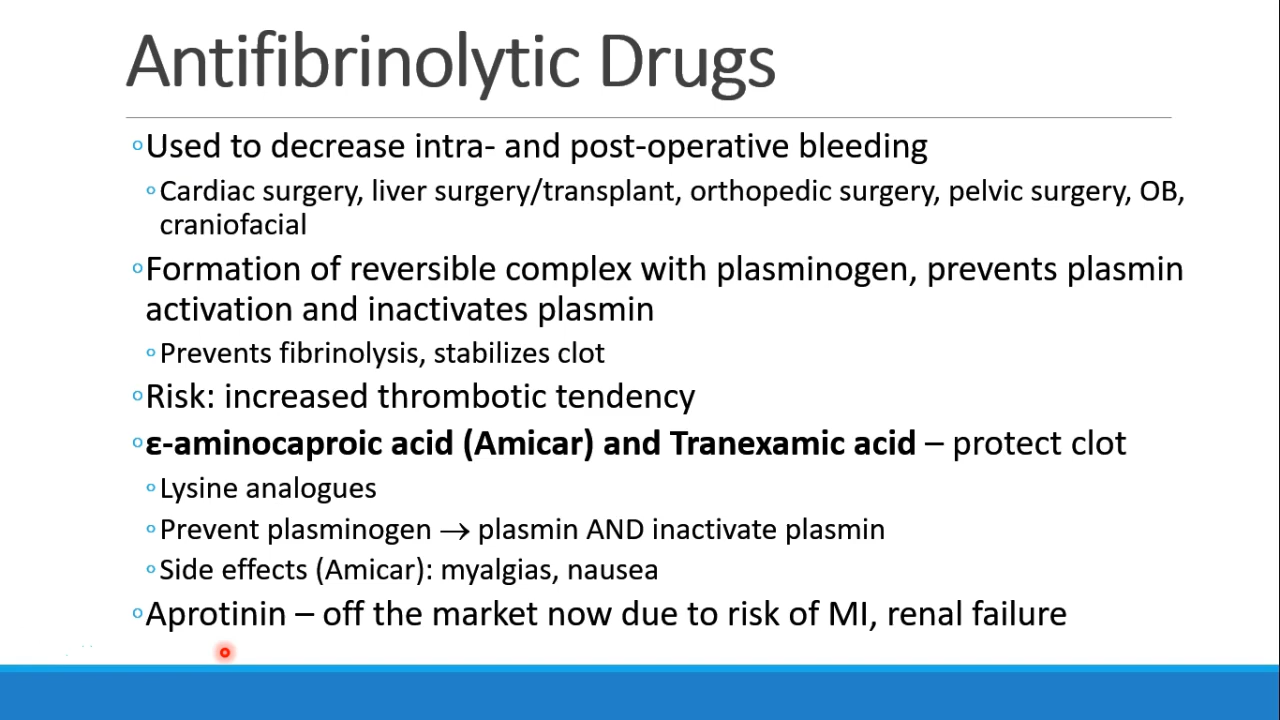 Antifibrinolytic Drugs
◦Used to decrease intra- and post-operative bleeding
◦Cardiac surgery, liver surgery/transplant, orthopedic surgery, pelvic surgery, OB,
craniofacial
◦Formation of reversible complex with plasminogen, prevents plasmin
activation and inactivates plasmin
◦Prevents fibrinolysis, stabilizes clot
◦Risk: increased thrombotic tendency
◦ε-aminocaproic acid (Amicar) and Tranexamic acid – protect clot
◦Lysine analogues
◦Prevent plasminogen → plasmin AND inactivate plasmin
◦Side effects (Amicar): myalgias, nausea
◦Aprotinin – off the market now due to risk of MI, renal failure